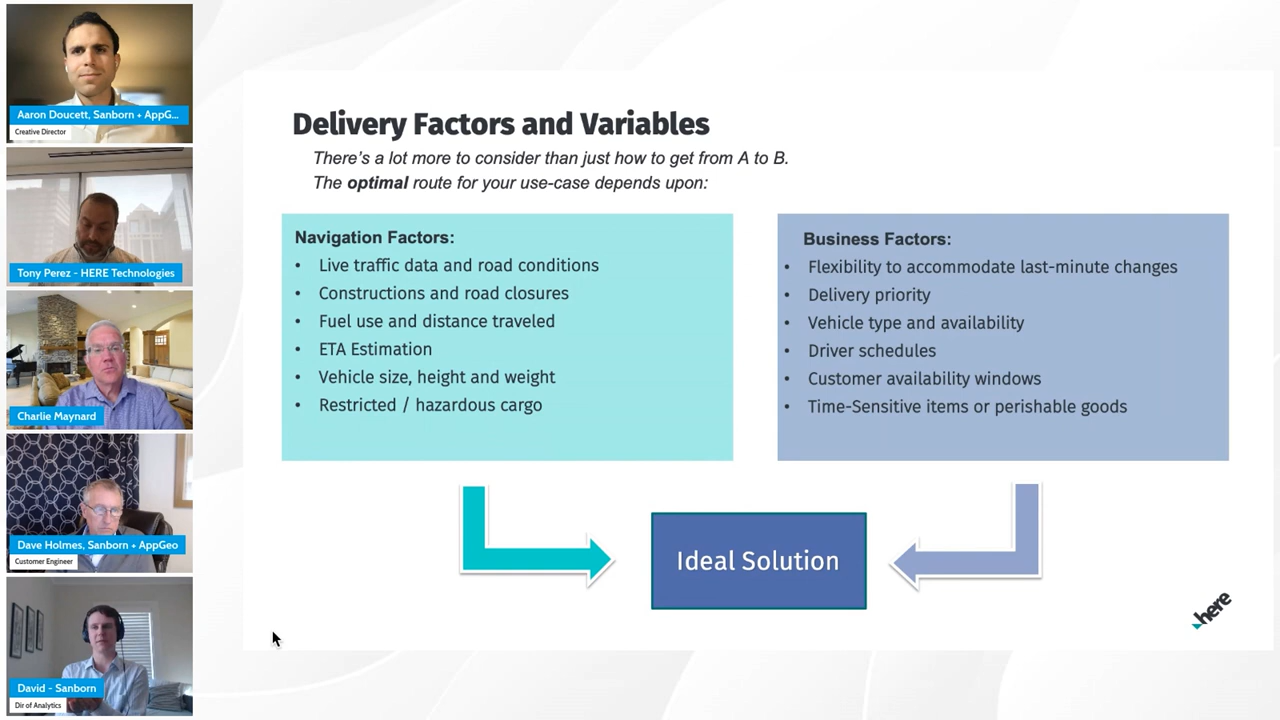 Aaron Doucett, Sanborn + AppG...
Creative Director
Tony Perez - HERE Technologies
Charlie Maynard
Dave Holmes, Sanborn + AppGeo
Customer Engineer
David - Sanborn
Dir of Analytics
Delivery Factors and Variables
There's a lot more to consider than just how to get from A to B.
The optimal route for your use-case depends upon:
Navigation Factors:
• Live traffic data and road conditions
• Constructions and road closures
• Fuel use and distance traveled
• ETA Estimation
• Vehicle size, height and weight
• Restricted / hazardous cargo
Business Factors:
• Flexibility to accommodate last-minute changes
• Delivery priority
• Vehicle type and availability
• Driver schedules
• Customer availability windows
• Time-Sensitive items or perishable goods
Ideal Solution
here